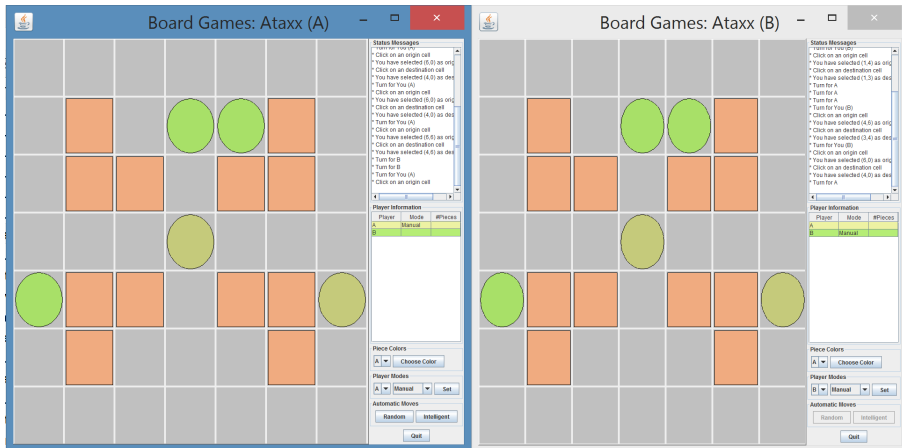 Board Games: Ataxx (A)
Status Messages
* Turn for You (A)
* Click on an origin cell
* You have selected (6,0) as orig
* Click on an destination cell
* You have selected (4,0) as des
* Turn for You (A)
* Click on an origin cell
* You have selected (6,0) as orig
* Click on an destination cell
* You have selected (4,0) as des
* Turn for You (A)
* Click on an origin cell
* You have selected (6,6) as orig
* Click on an destination cell
* You have selected (4,6) as des
* Turn for B
* Turn for B
* Turn for You (A)
* Click on an origin cell
Player Information
Player Mode #Pieces
A Manual
B
Piece Colors
A Choose Color
Player Modes
A Manual Set
Automatic Moves
Random Intelligent
Quit
Board Games: Ataxx (B)
Status Messages
* Turn for You (B)
* Click on an origin cell
* You have selected (1,4) as orig
* Click on an destination cell
* You have selected (1,3) as des
* Turn for A
* Turn for A
* Turn for A
* Turn for You (B)
* Click on an origin cell
* You have selected (4,6) as orig
* Click on an destination cell
* You have selected (3,4) as des
* Turn for You (B)
* Click on an origin cell
* You have selected (6,0) as orig
* Click on an destination cell
* You have selected (4,0) as des
* Turn for A
Player Information
Player Mode #Pieces
A
B Manual
Piece Colors
A Choose Color
Player Modes
B Manual Set
Automatic Moves
Random Intelligent
Quit